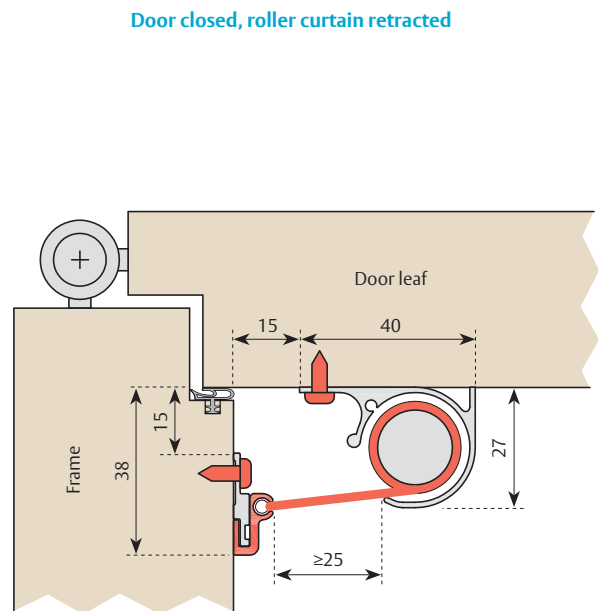 Door closed, roller curtain retracted
Door leaf
15
40
15
38
Frame
27
≥25